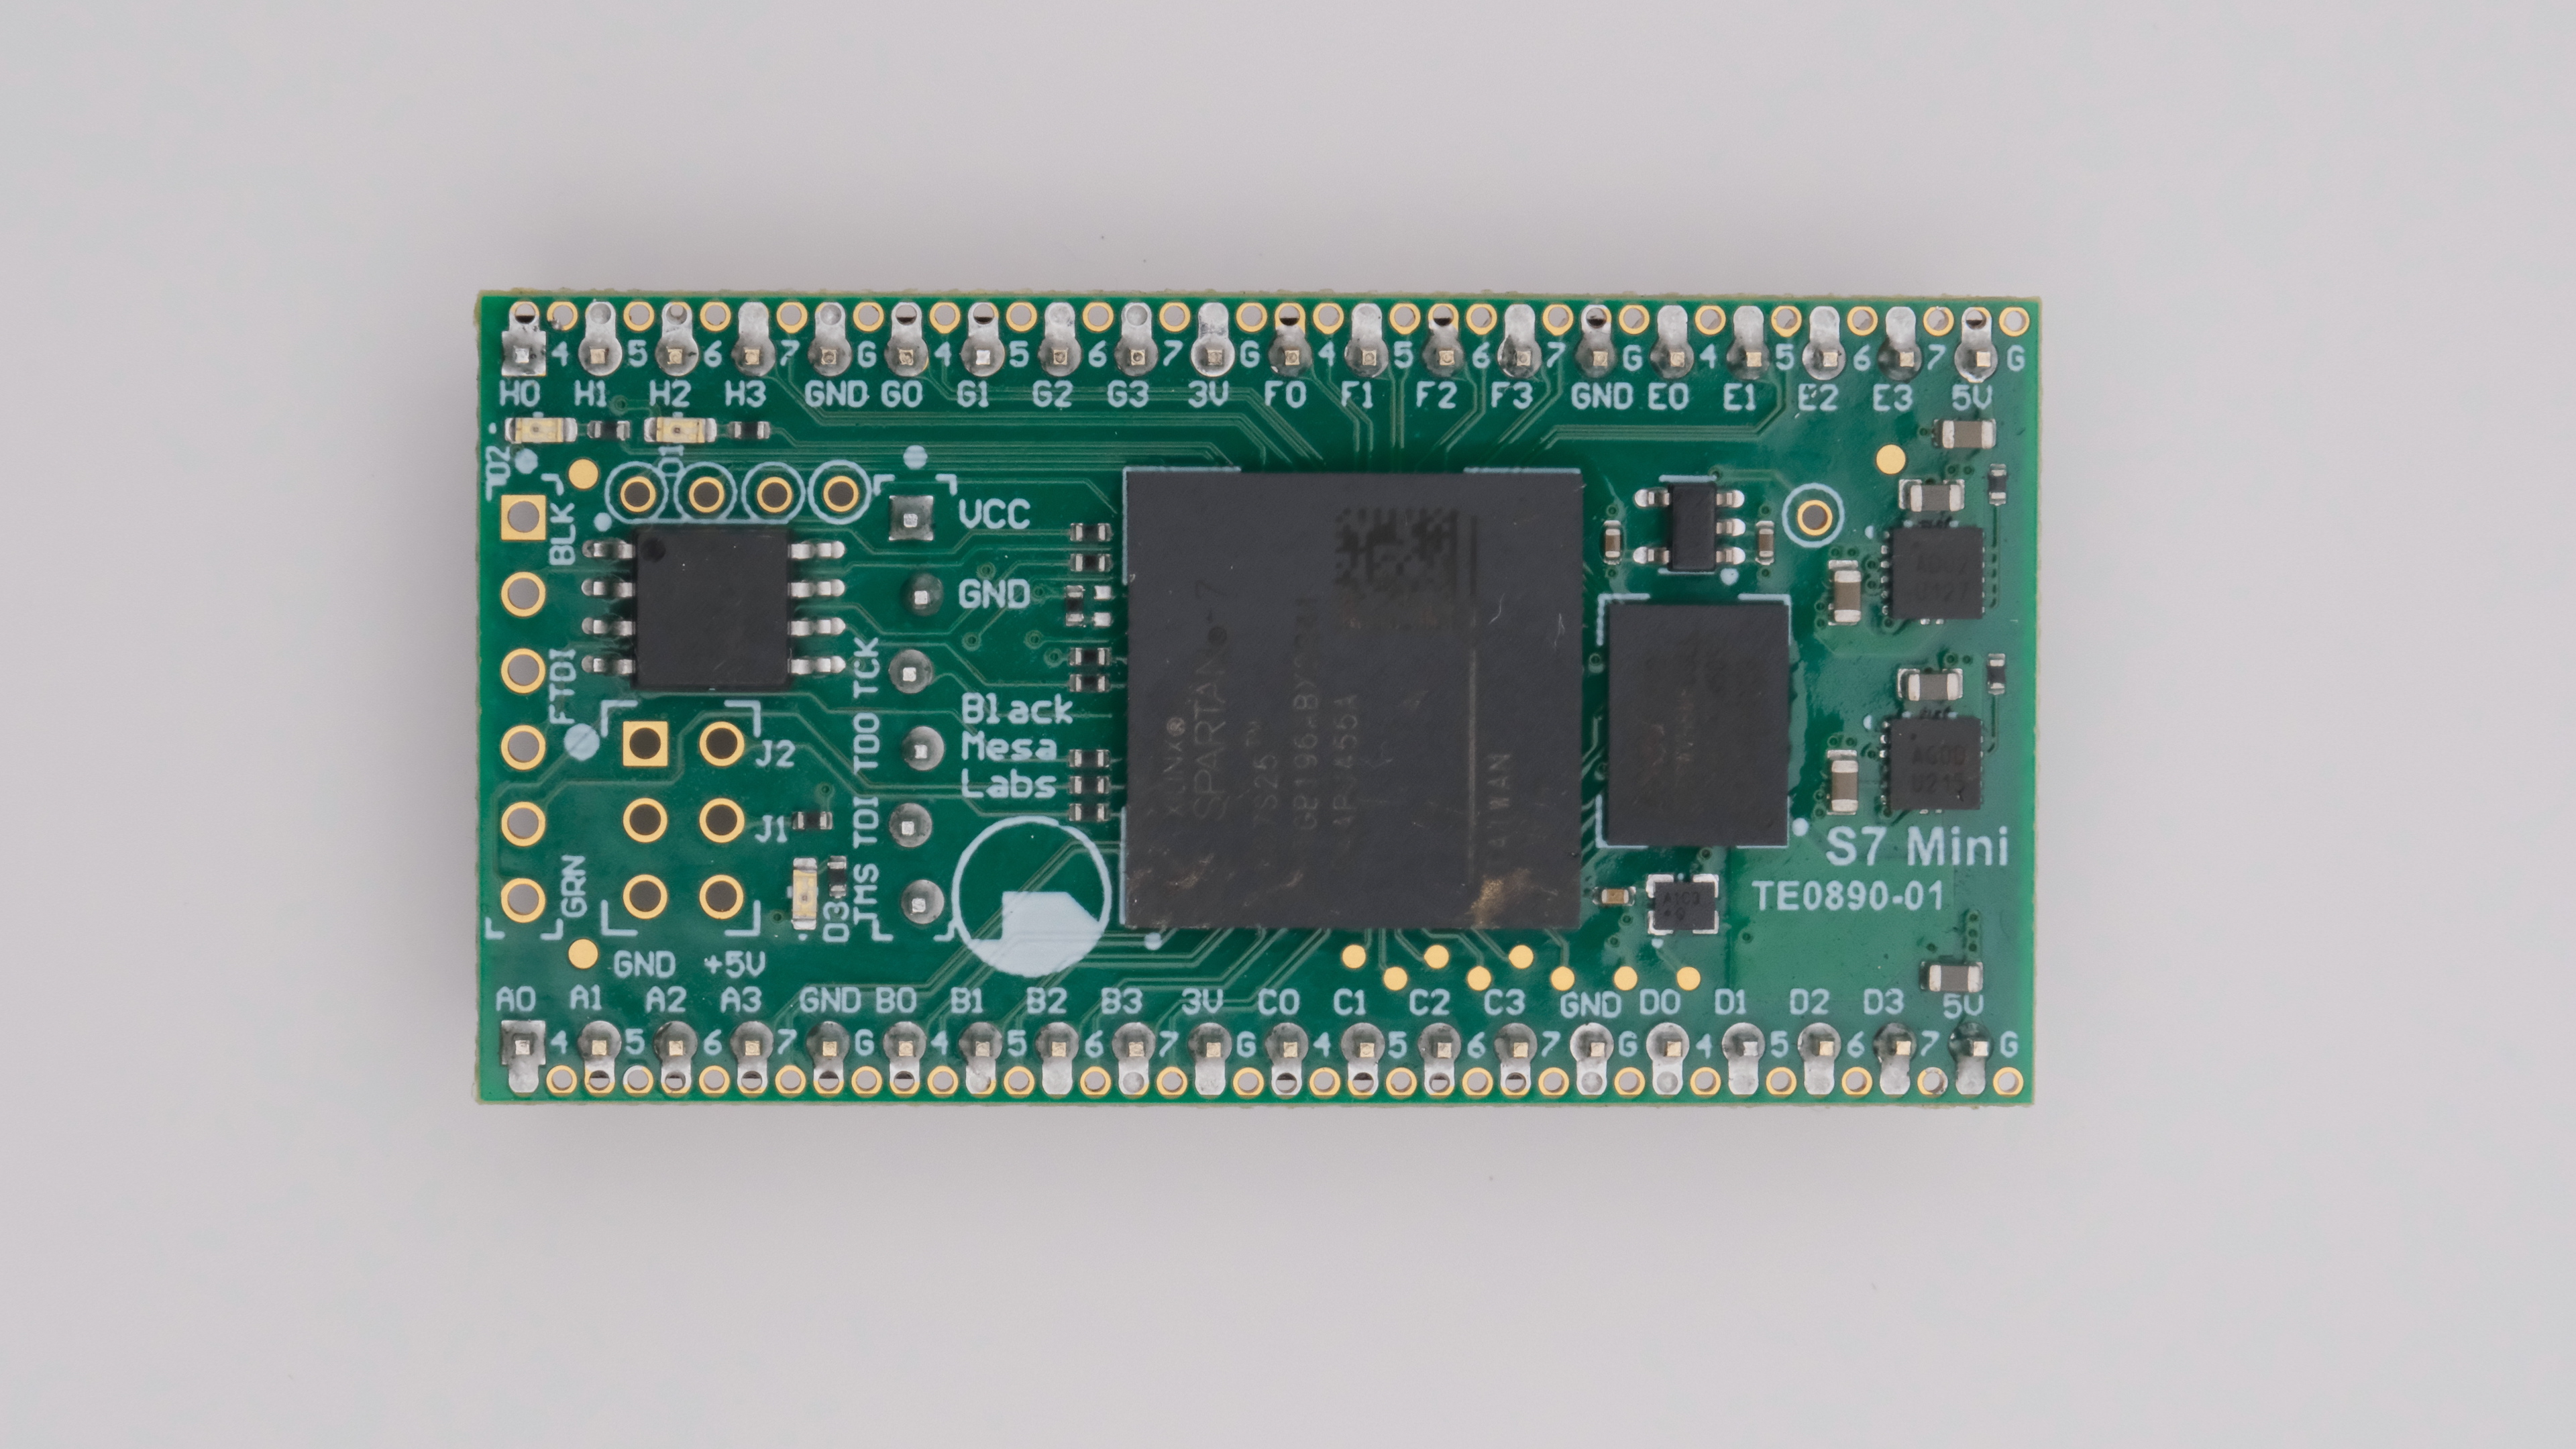 4 5 6 7 G 4 5 6 7 G 4 5 6 7 G 4 5 6 7 G
H0 H1 H2 H3 GND G0 G1 G2 G3 3V F0 F1 F2 F3 GND E0 E1 E2 E3 5V
D2
D1
BLK
FTDI
GRN
VCC
GND
TCK
TDO
TDI
TMS
J2
J1
D3
GND +5V
Black
Mesa
Labs
XILINX®
SPARTAN 7
7S25™
TAIWAN
S7 Mini
TE0890-01
A0 A1 A2 A3 GND B0 B1 B2 B3 3V C0 C1 C2 C3 GND D0 D1 D2 D3 5V
4 5 6 7 G 4 5 6 7 G 4 5 6 7 G 4 5 6 7 G